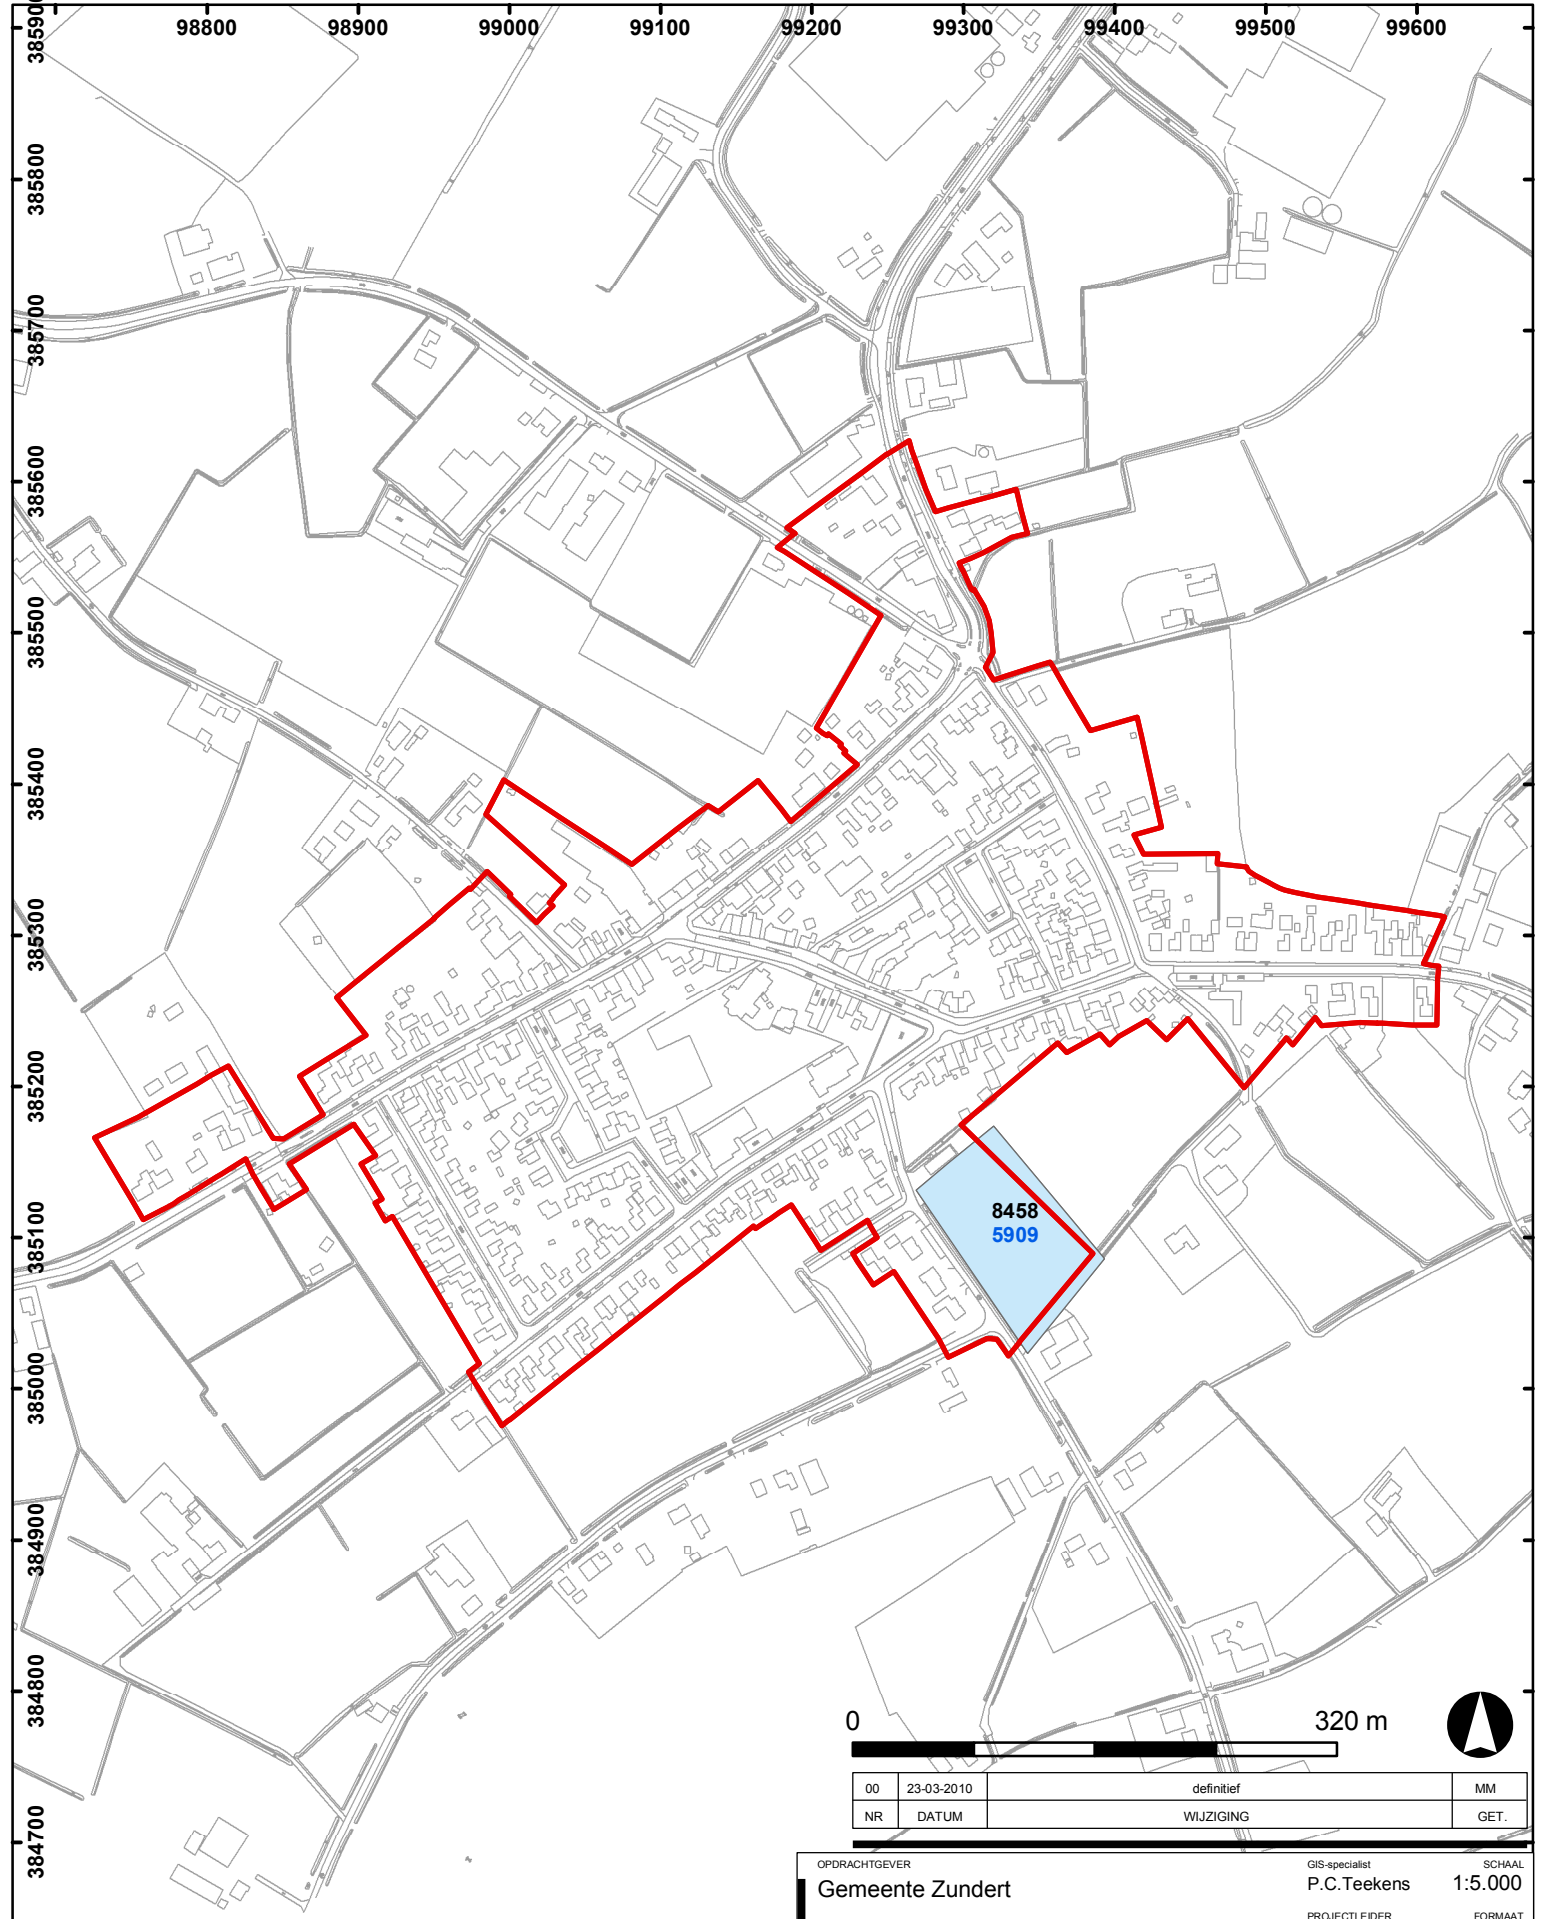 98800 98900 99000 99100 99200 99300 99400 99500 99600
385900
385800
385700
385600
385500
385400
385300
385200
385100
385000
384900
384800
384700
8458
5909
0 320 m
00 23-03-2010 definitief MM
NR DATUM WIJZIGING GET.
OPDRACHTGEVER GIS-specialist SCHAAL
Gemeente Zundert P.C.Teekens 1:5.000
PROJECTLEIDER FORMAAT